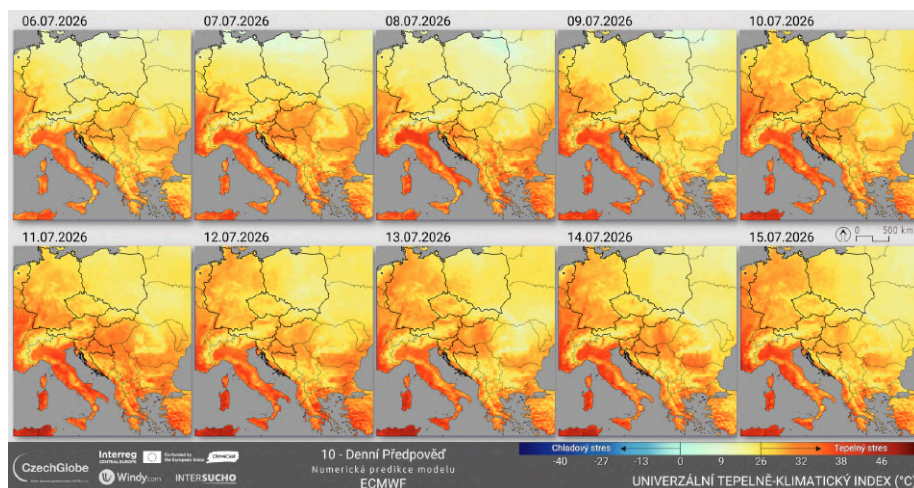 06.07.2026
07.07.2026
08.07.2026
09.07.2026
10.07.2026
0 500 km
11.07.2026
12.07.2026
13.07.2026
14.07.2026
15.07.2026
CzechGlobe
Interreg
CENTRAL EUROPE
Co-funded by
the European Union
Clim4Cast
Windy.com
INTERSUCHO
10 - Denní Předpověď
Numerická predikce modelu
ECMWF
Chladový stres
Tepelný stres
-40 -27 -13 0 9 26 32 38 46
UNIVERZÁLNÍ TEPELNĚ-KLIMATICKÝ INDEX (°C)